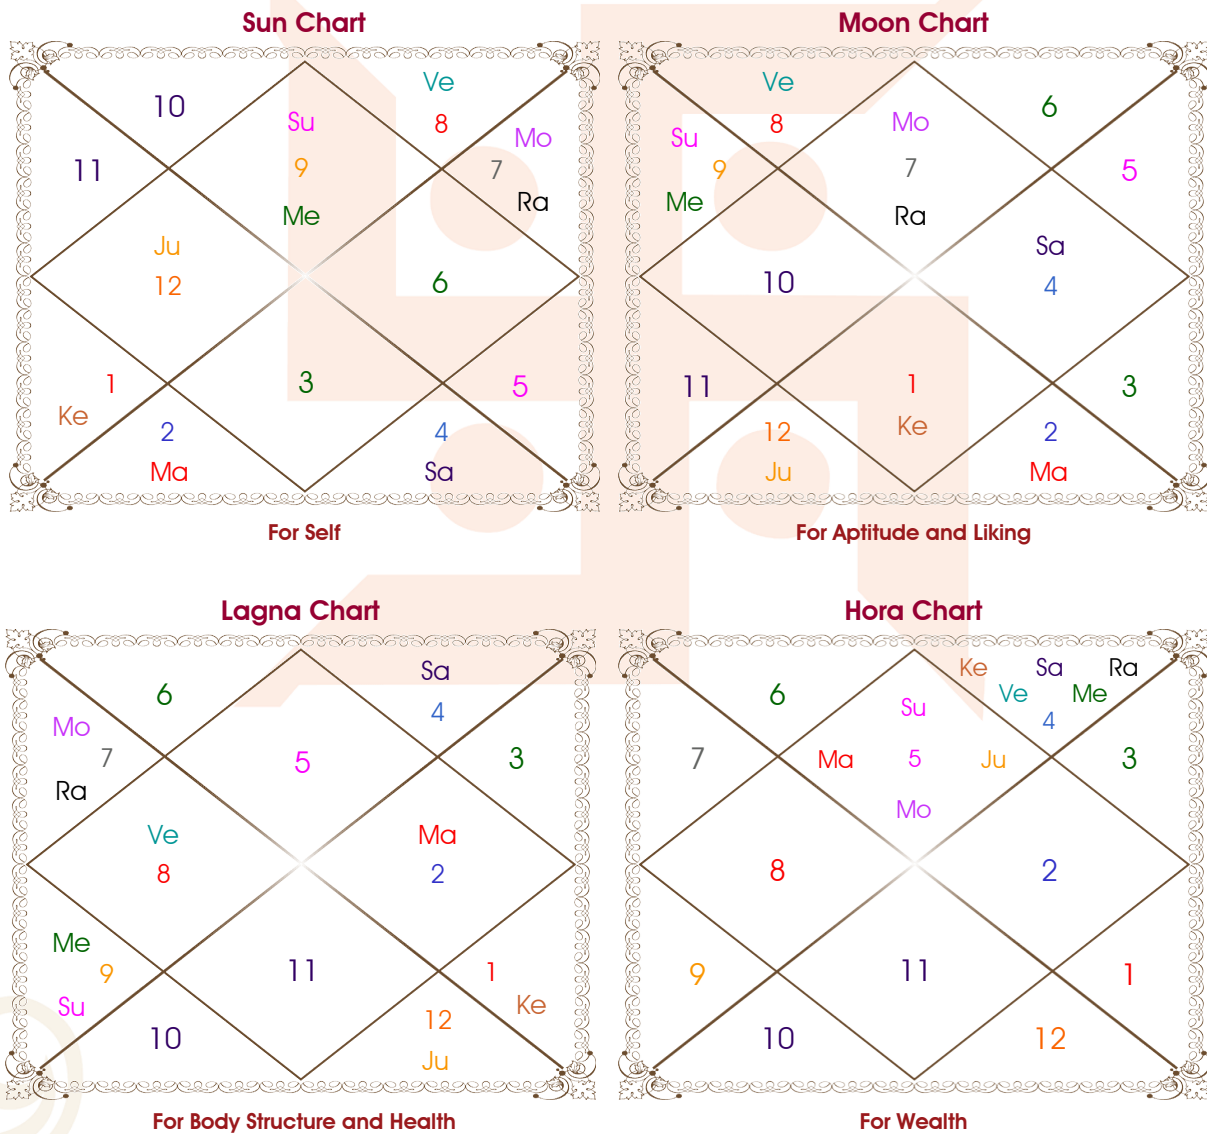 Sun Chart
10
Ve
8
Su
Mo
11
9
7
Me
Ra
Ju
12
6
1
3
5
Ke
2
4
Ma
Sa
For Self
Moon Chart
Ve
6
8
Mo
Su
9
7
5
Me
Ra
Sa
10
4
11
1
3
12
Ke
2
Ju
Ma
For Aptitude and Liking
Lagna Chart
Sa
6
4
Mo
7
5
3
Ra
Ve
Ma
8
2
Me
9
11
1
Su
Ke
10
12
Ju
For Body Structure and Health
Hora Chart
Ke Sa Ra
6
Ve Me
Su
4
7
Ma 5 Ju
3
Mo
8
2
9
11
1
10
12
For Wealth